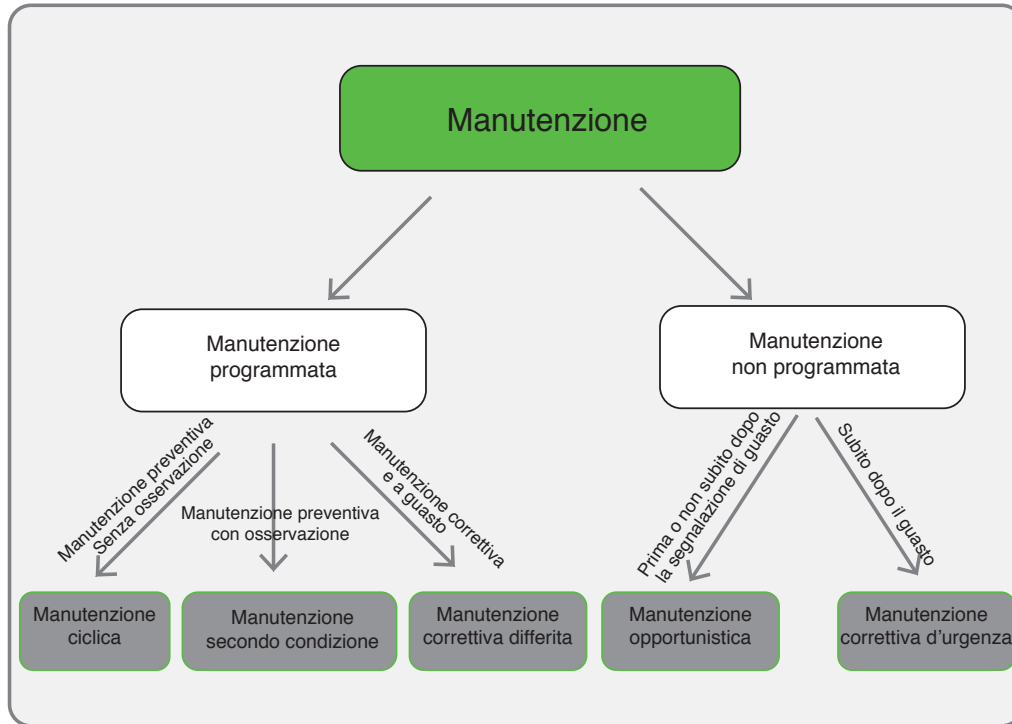 Manutenzione
Manutenzione
programmata
Manutenzione
non programmata
Manutenzione preventiva
Senza osservazione
Manutenzione preventiva
con osservazione
Manutenzione correttiva
e a guasto
Prima o non subito dopo
la segnalazione di guasto
Subito dopo il guasto
Manutenzione
ciclica
Manutenzione
secondo condizione
Manutenzione
correttiva differita
Manutenzione
opportunistica
Manutenzione
correttiva d’urgenza